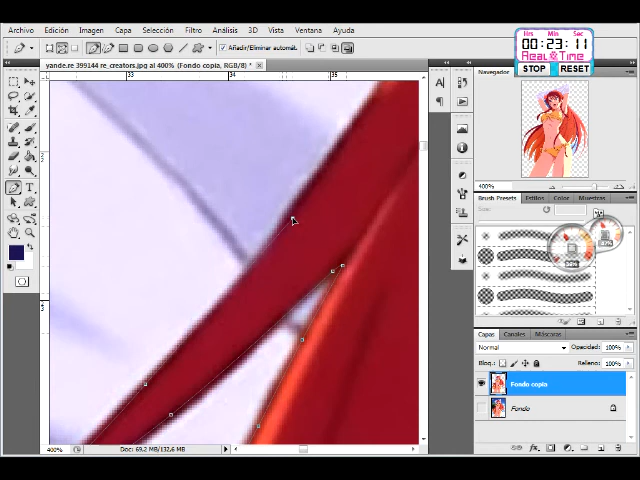 Archivo Edición Imagen Capa Selección Filtro Análisis 3D Vista Ventana Ayuda
Hrs Min Sec
00:23:11
Real Time
STOP RESET
Añadir/Eliminar automát.
yande.re 399144 re_creators.jpg al 400% (Fondo copia, RGB/8) *
33 34 35
Navegador
400%
Brush Presets Estilos Color Muestras
Capas Canales Máscaras
Normal Opacidad: 100%
Bloq.: Relleno: 100%
Fondo copia
Fondo
400% Doc: 69,2 MB/132,6 MB